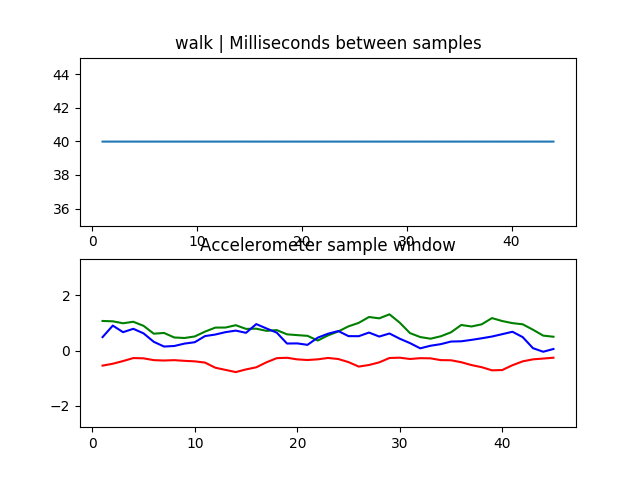 walk | Milliseconds between samples
44
42
40
38
36
0 10 20 30 40
Accelerometer sample window
2
0
−2
0 10 20 30 40